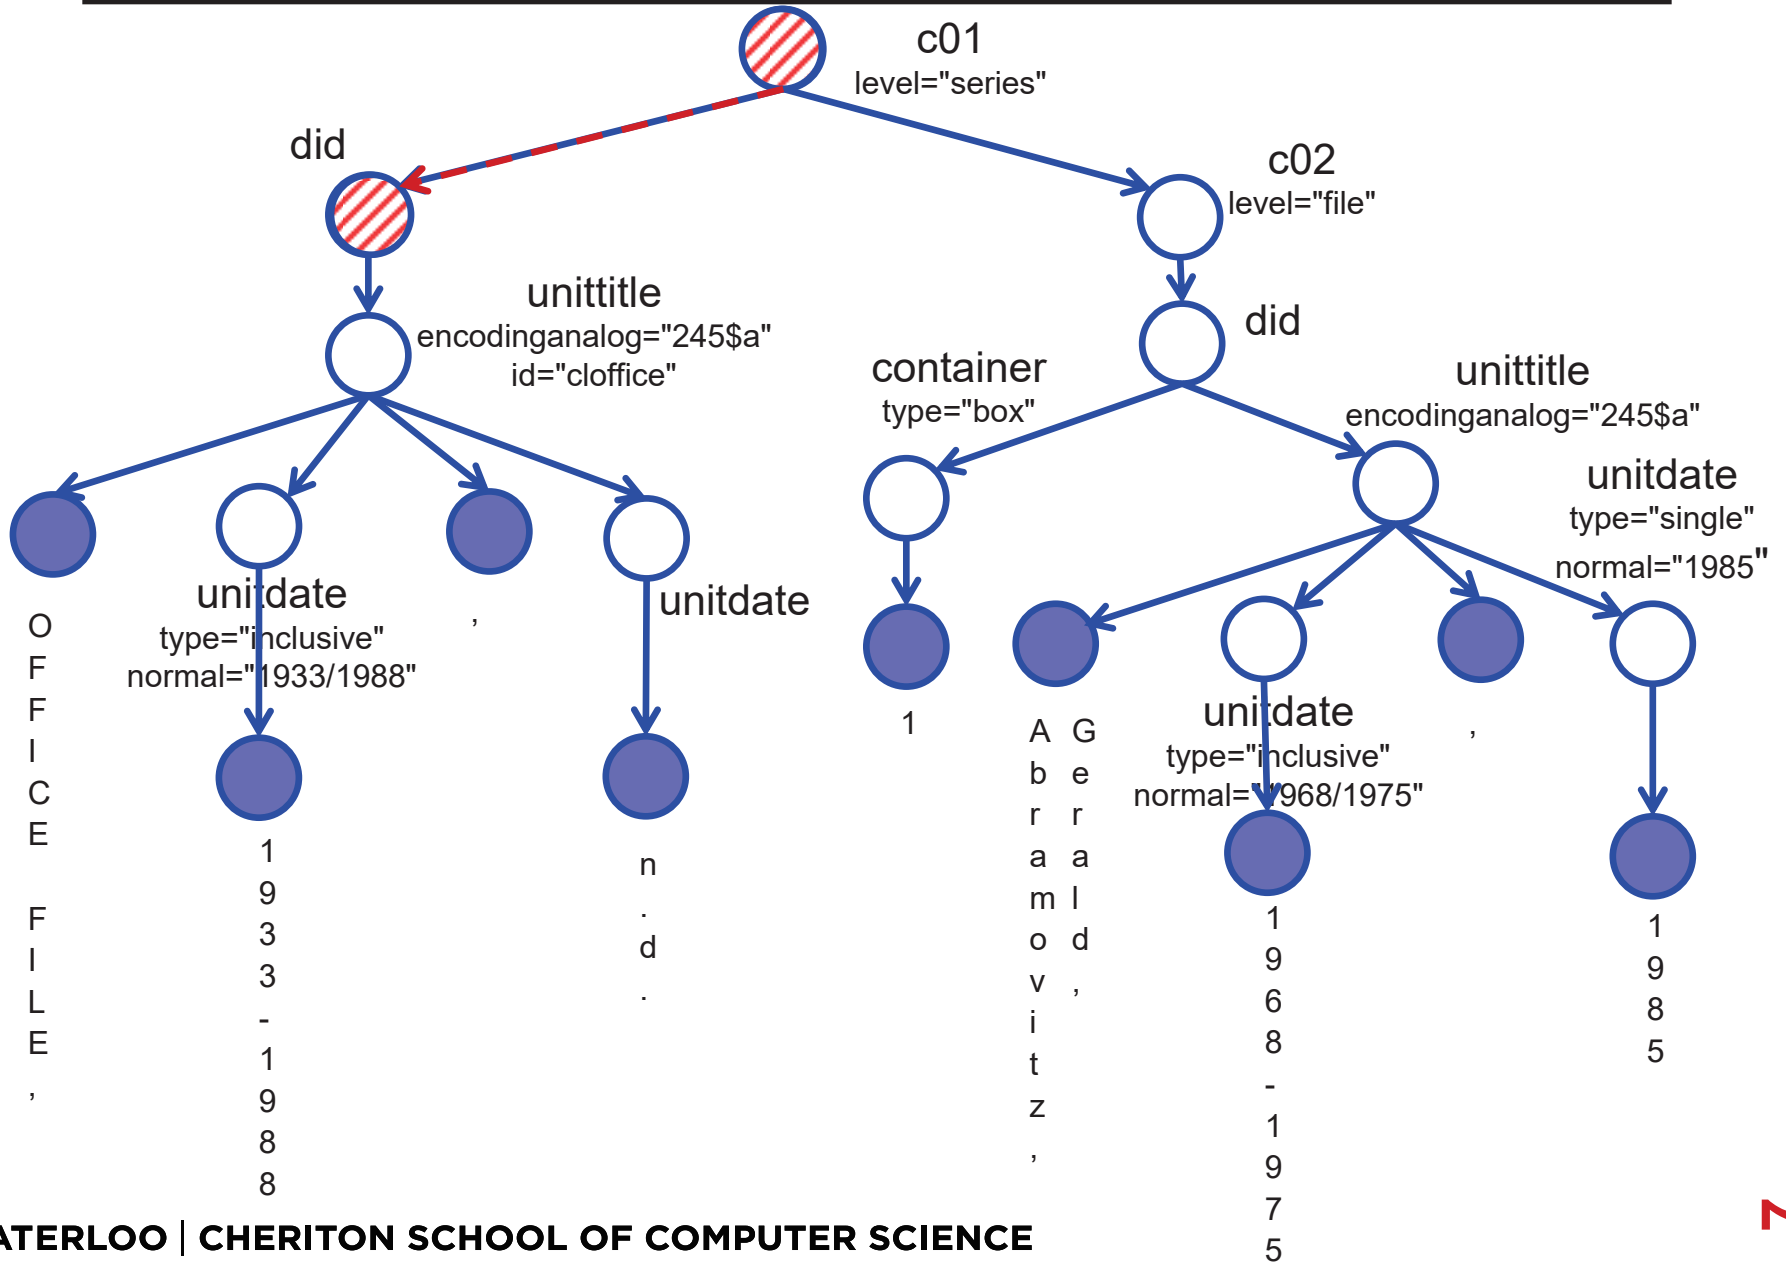 c01
level="series"
did
c02
level="file"
unittitle
encodinganalog="245$a"
id="cloffice"
did
container
type="box"
unittitle
encodinganalog="245$a"
unitdate
type="single"
normal="1985"
unitdate
type="inclusive"
normal="1933/1988"
,
unitdate
OFFICE FILE,
1933-1988
n.d.
1
Abramovitz,
Gerald,
unitdate
type="inclusive"
normal="1968/1975"
,
1968-1975
1985
ATERLOO | CHERITON SCHOOL OF COMPUTER SCIENCE